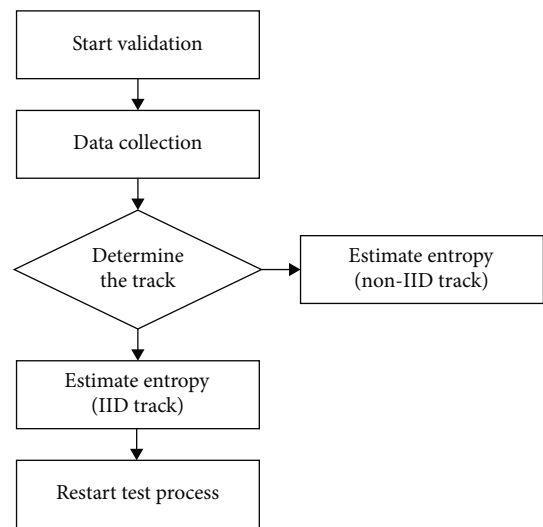 Start validation
Data collection
Determine
the track
Estimate entropy
(non-IID track)
Estimate entropy
(IID track)
Restart test process